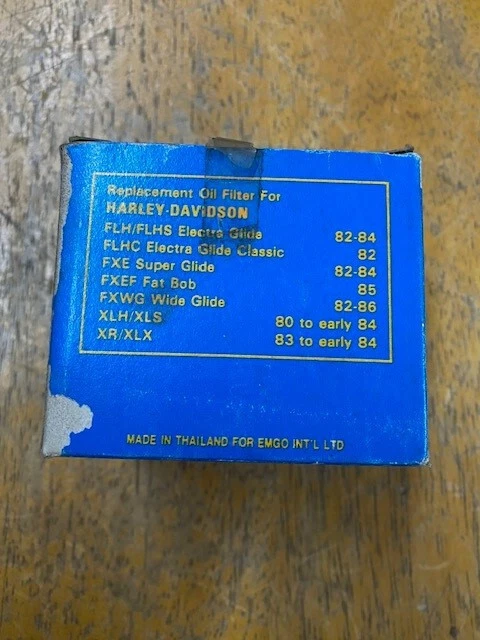 Replacement Oil Filter For
HARLEY-DAVIDSON
FLH/FLHS Electra Glide 82-84
FLHC Electra Glide Classic 82
FXE Super Glide 82-84
FXEF Fat Bob 85
FXWG Wide Glide 82-86
XLH/XLS 80 to early 84
XR/XLX 83 to early 84
MADE IN THAILAND FOR EMGO INT'L LTD